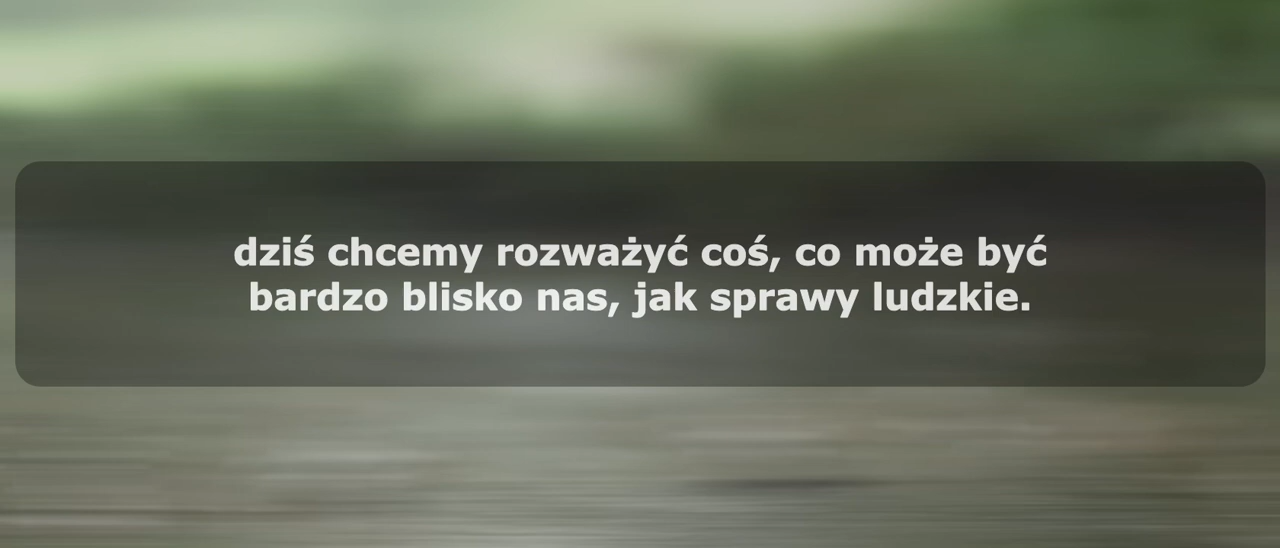 dziś chcemy rozważyć coś, co może być
bardzo blisko nas, jak sprawy ludzkie.